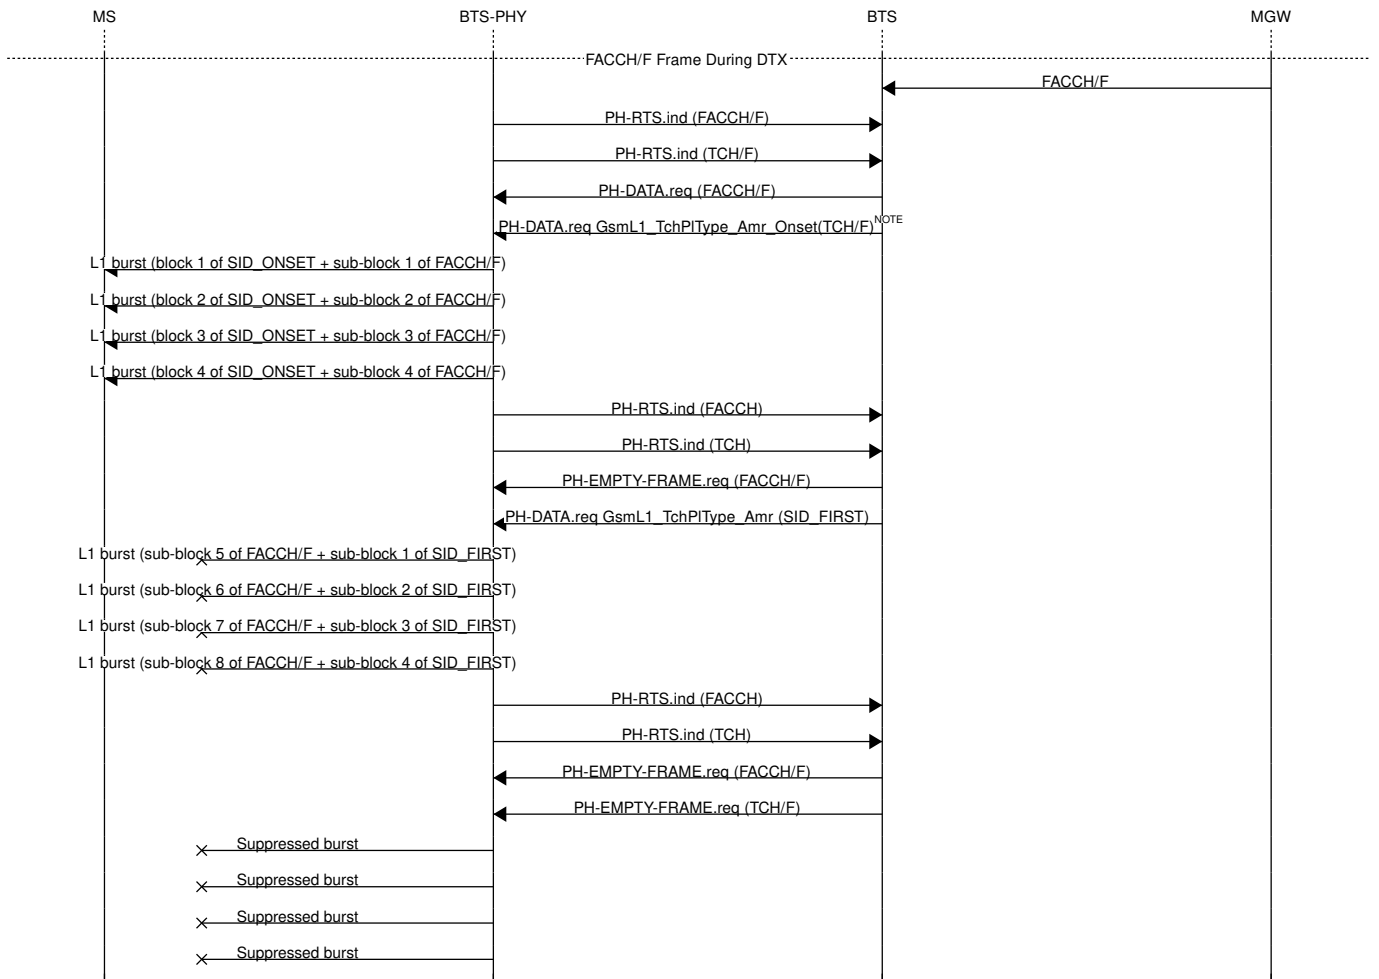 MS BTS-PHY BTS MGW
FACCH/F Frame During DTX
FACCH/F
PH-RTS.ind (FACCH/F)
PH-RTS.ind (TCH/F)
PH-DATA.req (FACCH/F)
PH-DATA.req GsmL1_TchPlType_Amr_Onset(TCH/F)NOTE
L1 burst (block 1 of SID_ONSET + sub-block 1 of FACCH/F)
L1 burst (block 2 of SID_ONSET + sub-block 2 of FACCH/F)
L1 burst (block 3 of SID_ONSET + sub-block 3 of FACCH/F)
L1 burst (block 4 of SID_ONSET + sub-block 4 of FACCH/F)
PH-RTS.ind (FACCH)
PH-RTS.ind (TCH)
PH-EMPTY-FRAME.req (FACCH/F)
PH-DATA.req GsmL1_TchPlType_Amr (SID_FIRST)
L1 burst (sub-block 5 of FACCH/F + sub-block 1 of SID_FIRST)
L1 burst (sub-block 6 of FACCH/F + sub-block 2 of SID_FIRST)
L1 burst (sub-block 7 of FACCH/F + sub-block 3 of SID_FIRST)
L1 burst (sub-block 8 of FACCH/F + sub-block 4 of SID_FIRST)
PH-RTS.ind (FACCH)
PH-RTS.ind (TCH)
PH-EMPTY-FRAME.req (FACCH/F)
PH-EMPTY-FRAME.req (TCH/F)
Suppressed burst
Suppressed burst
Suppressed burst
Suppressed burst